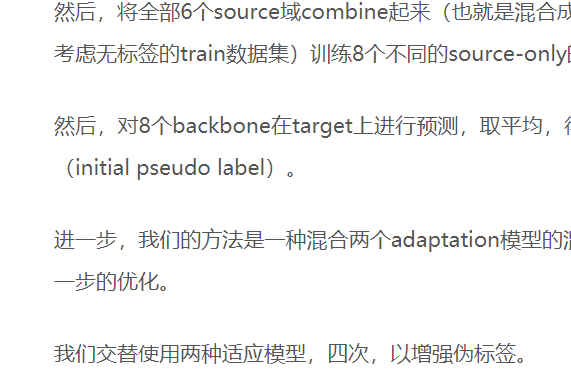 然后，将全部6个source域combine起来（也就是混合成
考虑无标签的train数据集）训练8个不同的source-only的
然后，对8个backbone在target上进行预测，取平均，得
（initial pseudo label）。
进一步，我们的方法是一种混合两个adaptation模型的混
一步的优化。
我们交替使用两种适应模型，四次，以增强伪标签。